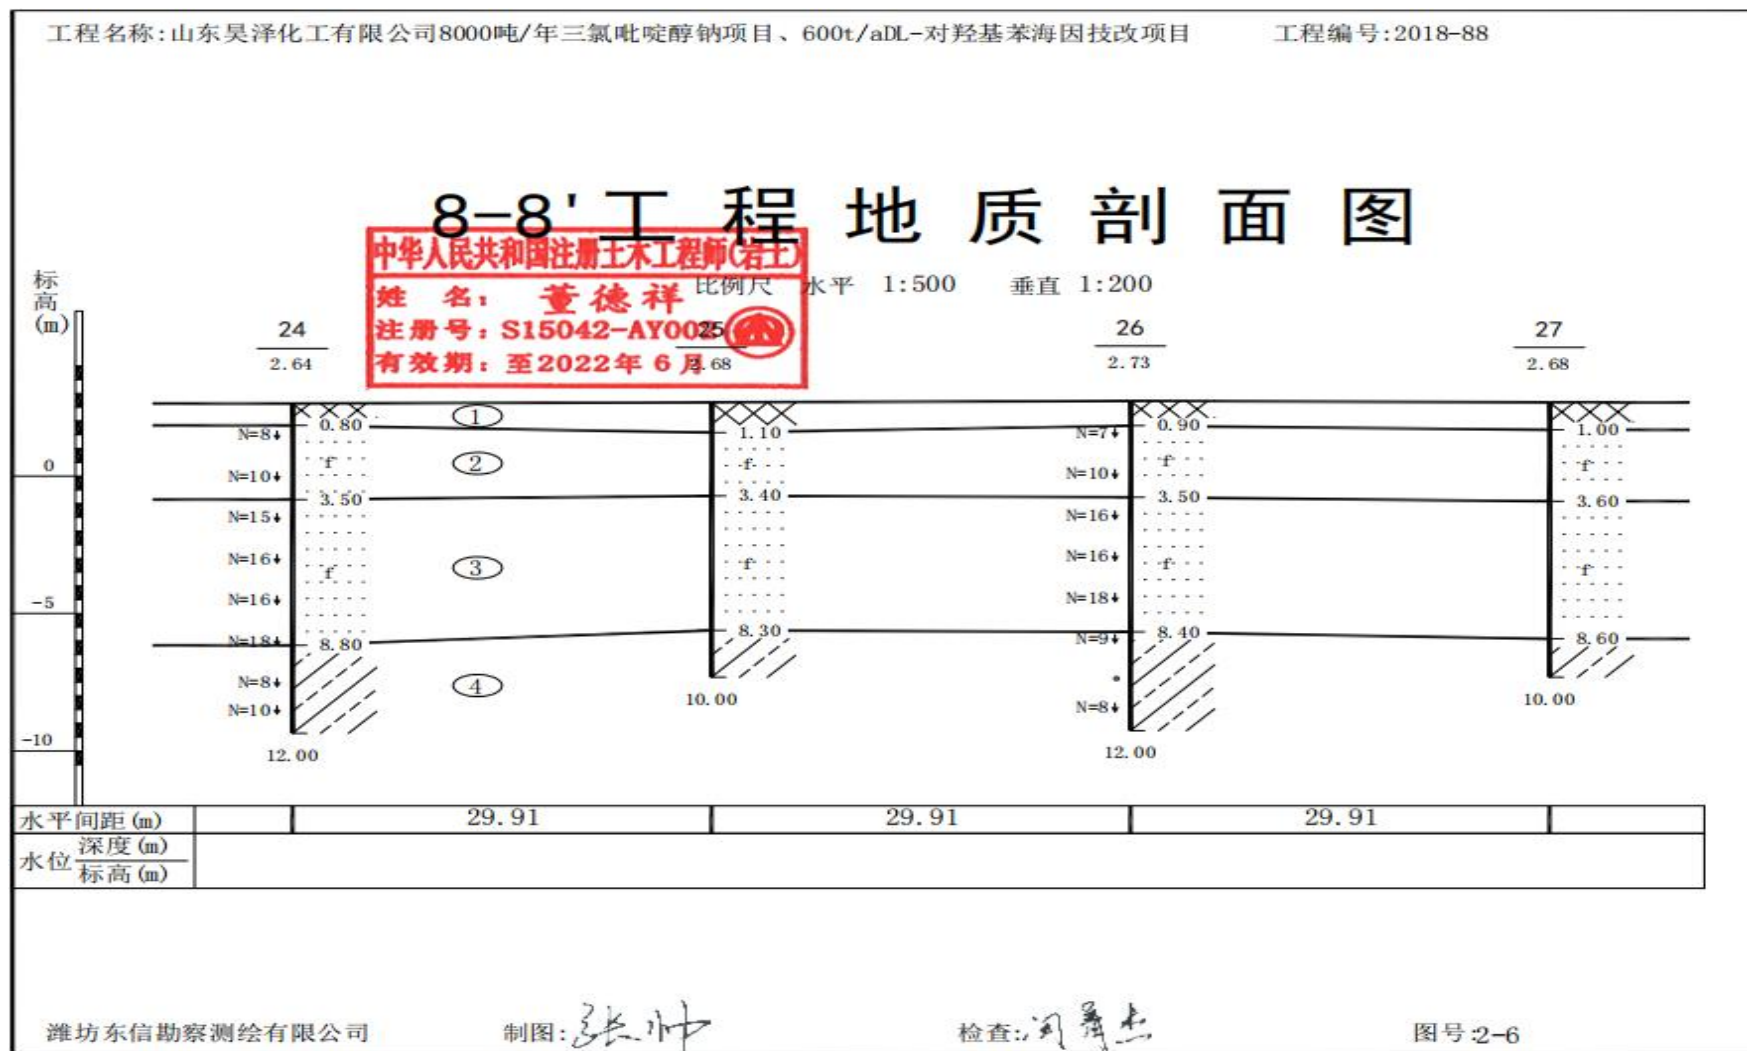 工程名称:山东昊泽化工有限公司8000吨/年三氯吡啶醇钠项目、600t/aDL-对羟基苯海因技改项目 工程编号:2018-88
8-8'工程地质剖面图
中华人民共和国注册土木工程师(岩土)
姓 名: 董德祥
注册号: S15042-AY00
有效期: 至2022年6月
比例尺 水平 1:500 垂直 1:200
标高(m)
24 25 26 27
2.64 2.68 2.73 2.68
①
N=8 0.80 1.10 N=7 0.90 1.00
0 f ② f f f
N=10 N=10
3.50 3.40 3.50 3.60
N=15 N=16
N=16 N=16
f ③ f f f
-5 N=16 N=18
N=18 8.80 8.30 N=9 8.40 8.60
N=8 ④
N=10 10.00 N=8 10.00
-10 12.00 12.00
水平间距(m) 29.91 29.91 29.91
水位 深度(m)
标高(m)
潍坊东信勘察测绘有限公司 制图:张帅 检查: 图号:2-6